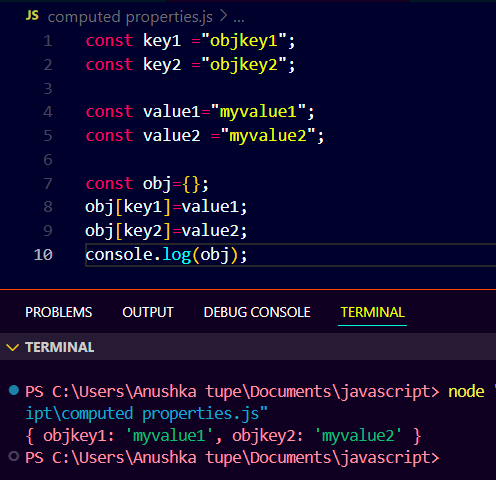 JS computed properties.js > ...
1 const key1 ="objkey1";
2 const key2 ="objkey2";
3
4 const value1="myvalue1";
5 const value2 ="myvalue2";
6
7 const obj={};
8 obj[key1]=value1;
9 obj[key2]=value2;
10 console.log(obj);
PROBLEMS OUTPUT DEBUG CONSOLE TERMINAL
TERMINAL
PS C:\Users\Anushka tupe\Documents\javascript> node "
ipt\computed properties.js"
{ objkey1: 'myvalue1', objkey2: 'myvalue2' }
PS C:\Users\Anushka tupe\Documents\javascript>